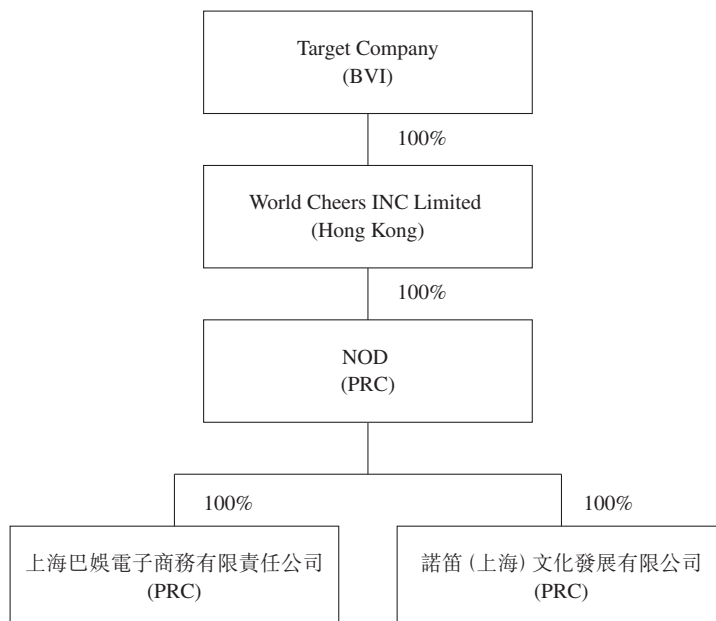 Target Company
(BVI)
100%
World Cheers INC Limited
(Hong Kong)
100%
NOD
(PRC)
100%
100%
上海巴娛電子商務有限責任公司
(PRC)
諾笛 (上海) 文化發展有限公司
(PRC)